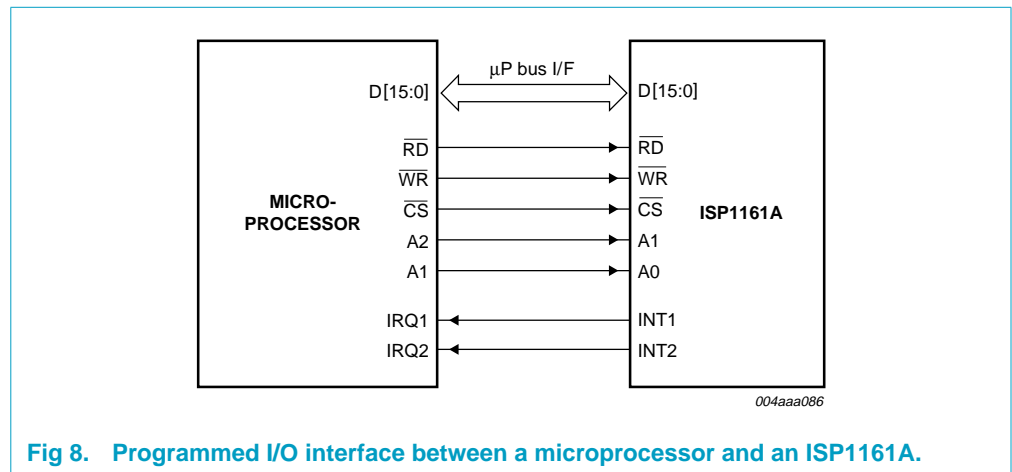 µP bus I/F
D[15:0] D[15:0]
RD RD
WR WR
MICRO-
PROCESSOR
CS CS
ISP1161A
A2 A1
A1 A0
IRQ1 INT1
IRQ2 INT2
004aaa086
Fig 8. Programmed I/O interface between a microprocessor and an ISP1161A.